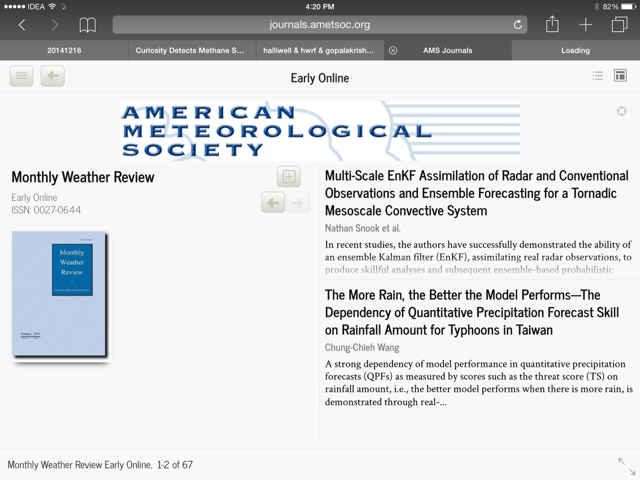 IDEA
4:20 PM
82%
journals.ametsoc.org
20141216
Curiosity Detects Methane S...
halliwell & hwrf & gopalakrish...
AMS Journals
Loading
Early Online
AMERICAN
METEOROLOGICAL
SOCIETY
Monthly Weather Review
Early Online
ISSN: 0027-0644
Monthly
Weather
Review
Multi-Scale EnKF Assimilation of Radar and Conventional
Observations and Ensemble Forecasting for a Tornadic
Mesoscale Convective System
Nathan Snook et al.
In recent studies, the authors have successfully demonstrated the ability of
an ensemble Kalman filter (EnKF), assimilating real radar observations, to
produce skillful analyses and subsequent ensemble-based probabilistic
The More Rain, the Better the Model Performs—The
Dependency of Quantitative Precipitation Forecast Skill
on Rainfall Amount for Typhoons in Taiwan
Chung-Chieh Wang
A strong dependency of model performance in quantitative precipitation
forecasts (QPFs) as measured by scores such as the threat score (TS) on
rainfall amount, i.e., the better model performs when there is more rain, is
demonstrated through real-...
Monthly Weather Review Early Online, 1-2 of 67